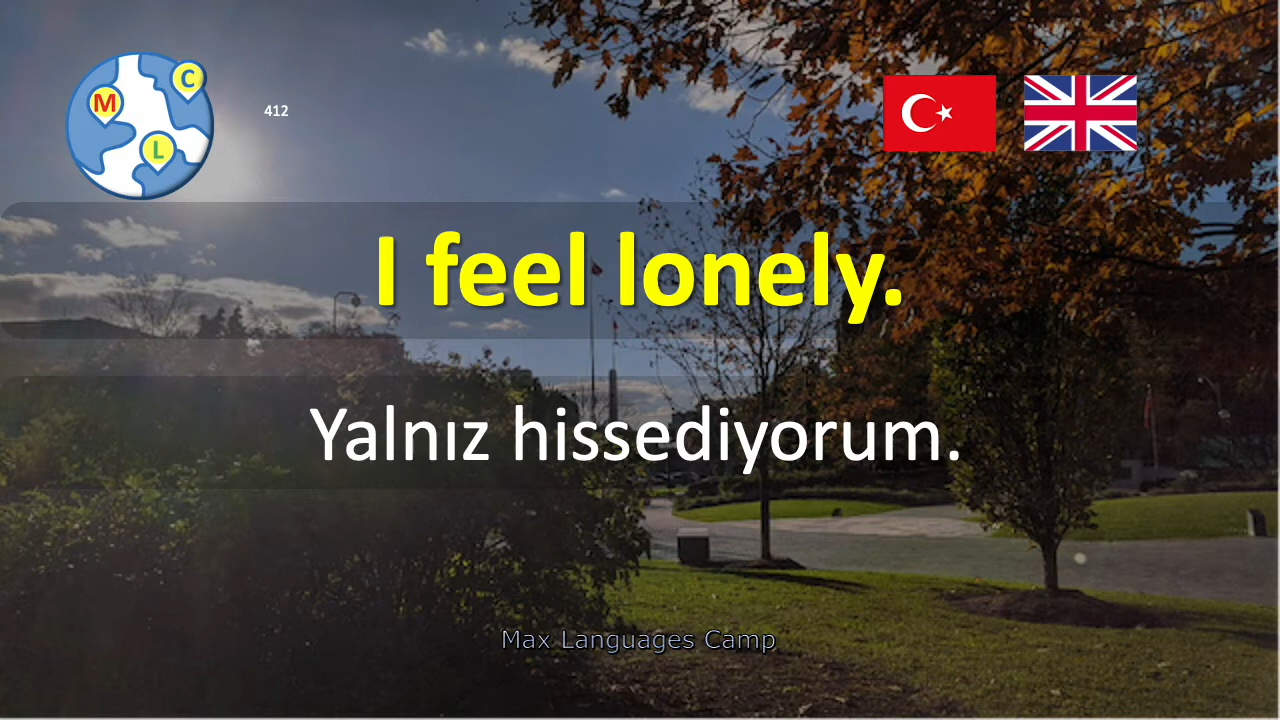 C
M
L
412
I feel lonely.
Yalnız hissediyorum.
Max Languages Camp